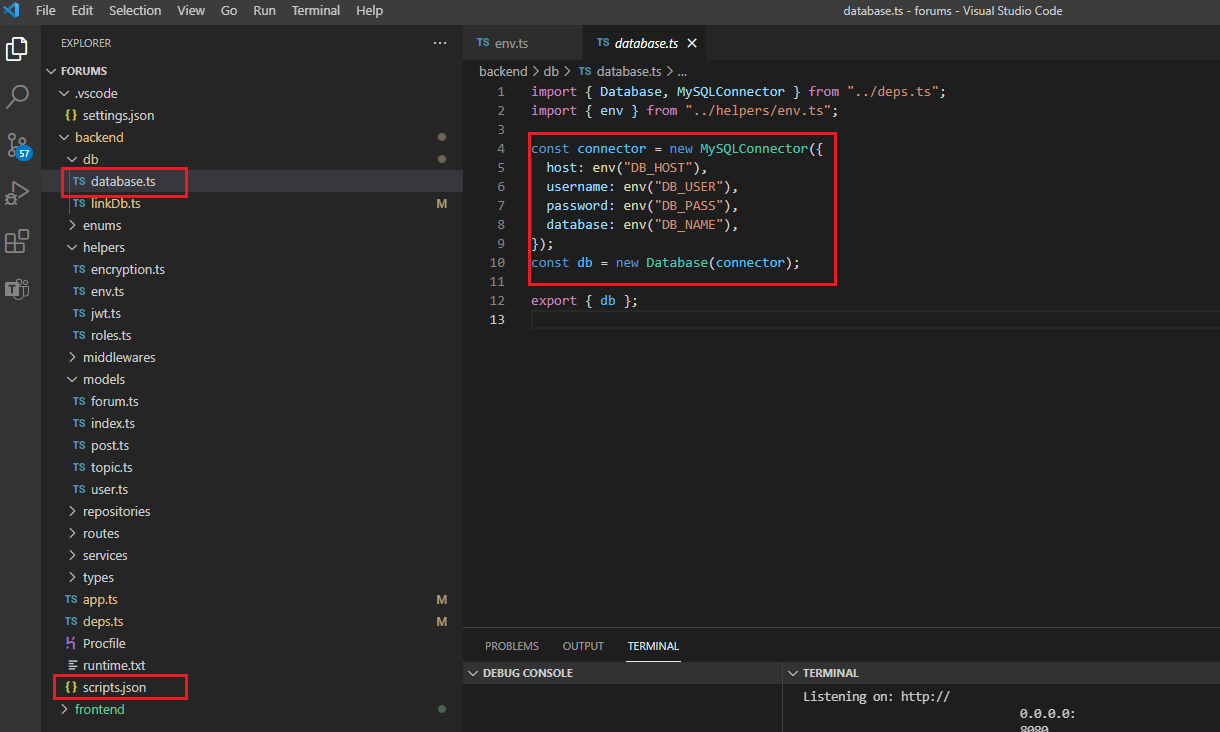 File Edit Selection View Go Run Terminal Help
database.ts - forums - Visual Studio Code
EXPLORER ...
FORUMS
.vscode
{} settings.json
backend
db
TS database.ts
TS linkDb.ts M
enums
helpers
TS encryption.ts
TS env.ts
TS jwt.ts
TS roles.ts
middlewares
models
TS forum.ts
TS index.ts
TS post.ts
TS topic.ts
TS user.ts
repositories
routes
services
types
TS app.ts M
TS deps.ts M
Procfile
runtime.txt
{} scripts.json
frontend
57
TS env.ts
TS database.ts
backend > db > TS database.ts > ...
1 import { Database, MySQLConnector } from "../deps.ts";
2 import { env } from "../helpers/env.ts";
3
4 const connector = new MySQLConnector({
5 host: env("DB_HOST"),
6 username: env("DB_USER"),
7 password: env("DB_PASS"),
8 database: env("DB_NAME"),
9 });
10 const db = new Database(connector);
11
12 export { db };
13
PROBLEMS OUTPUT TERMINAL
DEBUG CONSOLE
TERMINAL
Listening on: http://
0.0.0.0:
8080